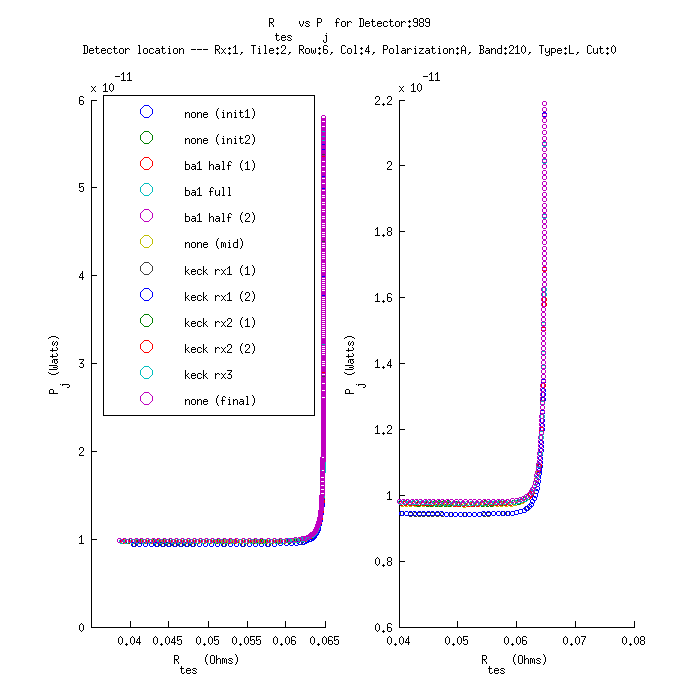 R tes vs P j for Detector:989
Detector location --- Rx:1, Tile:2, Row:6, Col:4, Polarization:A, Band:210, Type:L, Cut:0
x 10 -11
6
5
4
3
2
1
0
P j (Watts)
none (init1)
none (init2)
ba1 half (1)
ba1 full
ba1 half (2)
none (mid)
keck rx1 (1)
keck rx1 (2)
keck rx2 (1)
keck rx2 (2)
keck rx3
none (final)
0.04 0.045 0.05 0.055 0.06 0.065
R tes (Ohms)
x 10 -11
2.2
2
1.8
1.6
1.4
1.2
1
0.8
0.6
P j (Watts)
0.04 0.05 0.06 0.07 0.08
R tes (Ohms)